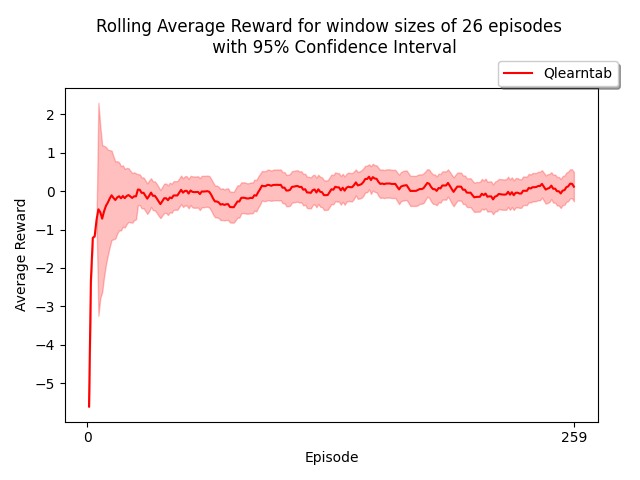 Rolling Average Reward for window sizes of 26 episodes
with 95% Confidence Interval
Qlearntab
2
1
0
−1
−2
−3
−4
−5
Average Reward
0
259
Episode